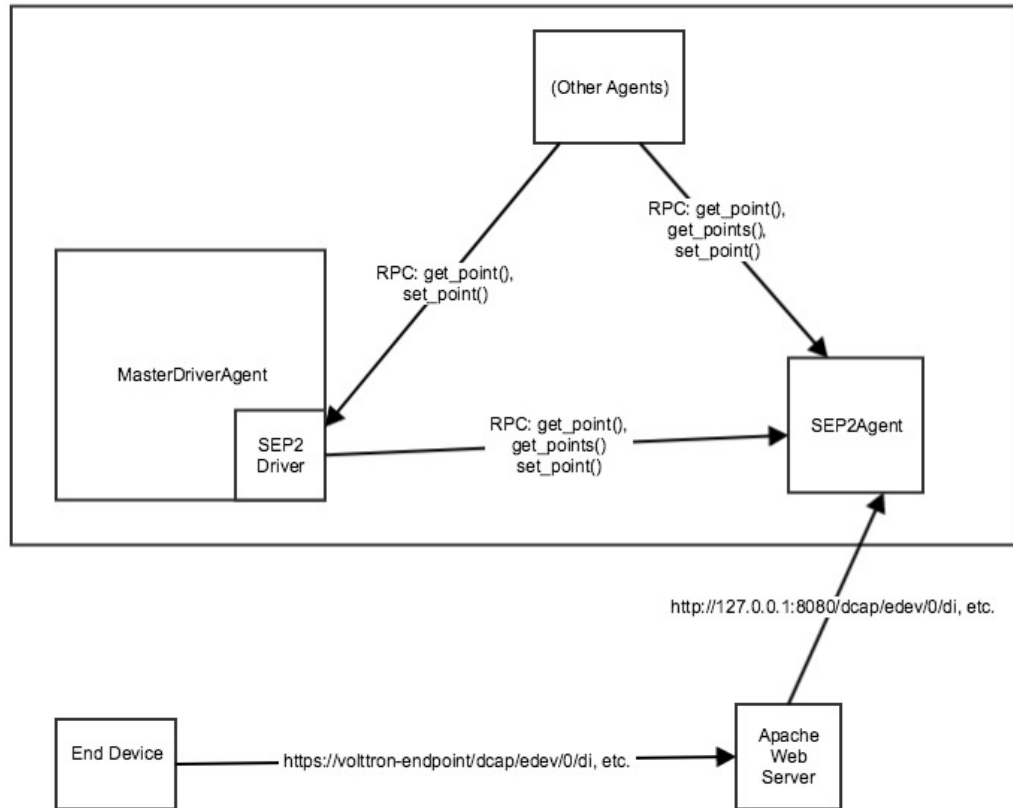 (Other Agents)
RPC: get_point(),
get_points(),
set_point()
RPC: get_point(),
set_point()
MasterDriverAgent
SEP2
Driver
RPC: get_point(),
get_points()
set_point()
SEP2Agent
http://127.0.0.1:8080/dcap/edev/0/di, etc.
End Device
https://volttron-endpoint/dcap/edev/0/di, etc.
Apache
Web
Server